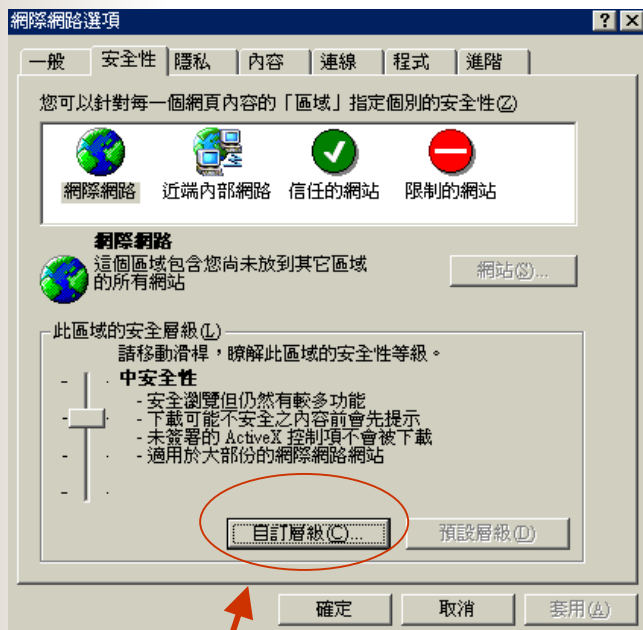 網際網路選項
一般 安全性 隱私 內容 連線 程式 進階
您可以針對每一個網頁內容的「區域」指定個別的安全性(Z)
網際網路 近端內部網路 信任的網站 限制的網站
網際網路
這個區域包含您尚未放到其它區域
的所有網站
網站(S)...
此區域的安全層級(L)
請移動滑桿，瞭解此區域的安全性等級。
中安全性
- 安全瀏覽但仍然有較多功能
- 下載可能不安全之內容前會先提示
- 未簽署的 ActiveX 控制項不會被下載
- 適用於大部份的網際網路網站
自訂層級(C)... 預設層級(D)
確定 取消 套用(A)